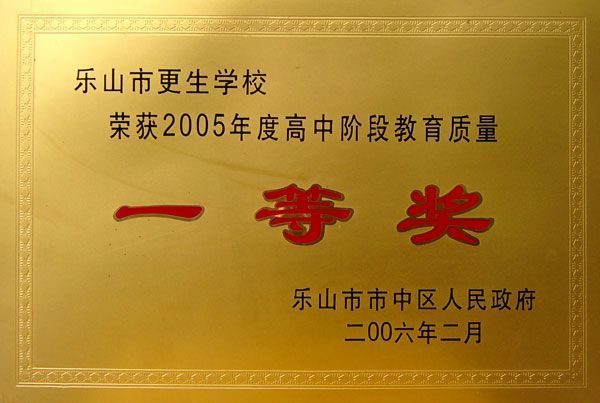 乐山市更生学校
荣获2005年度高中阶段教育质量
一等奖
乐山市市中区人民政府
二00六年二月